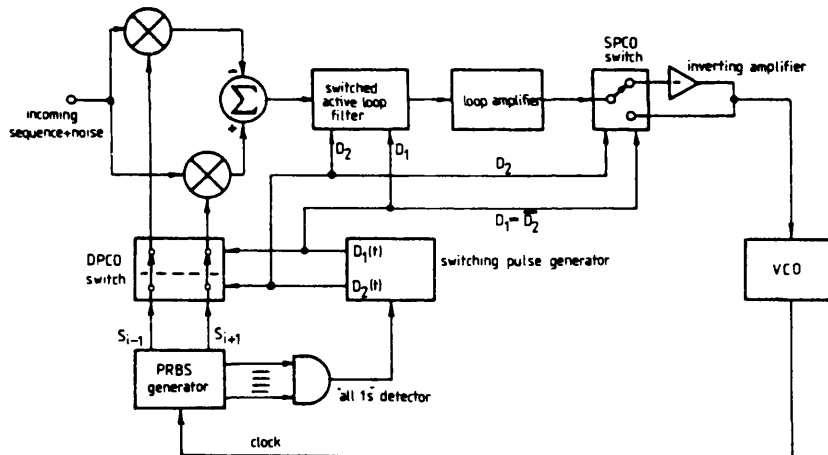 SPCO
switch
inverting amplifier
-
Σ
+
switched
active loop
filter
loop amplifier
-
incoming
sequence+noise
D2
D1
D2
D1 = D̅2
DPCO
switch
D1(t)
D2(t)
switching pulse generator
VCO
Si-1
Si+1
PRBS
generator
"all 1s" detector
clock